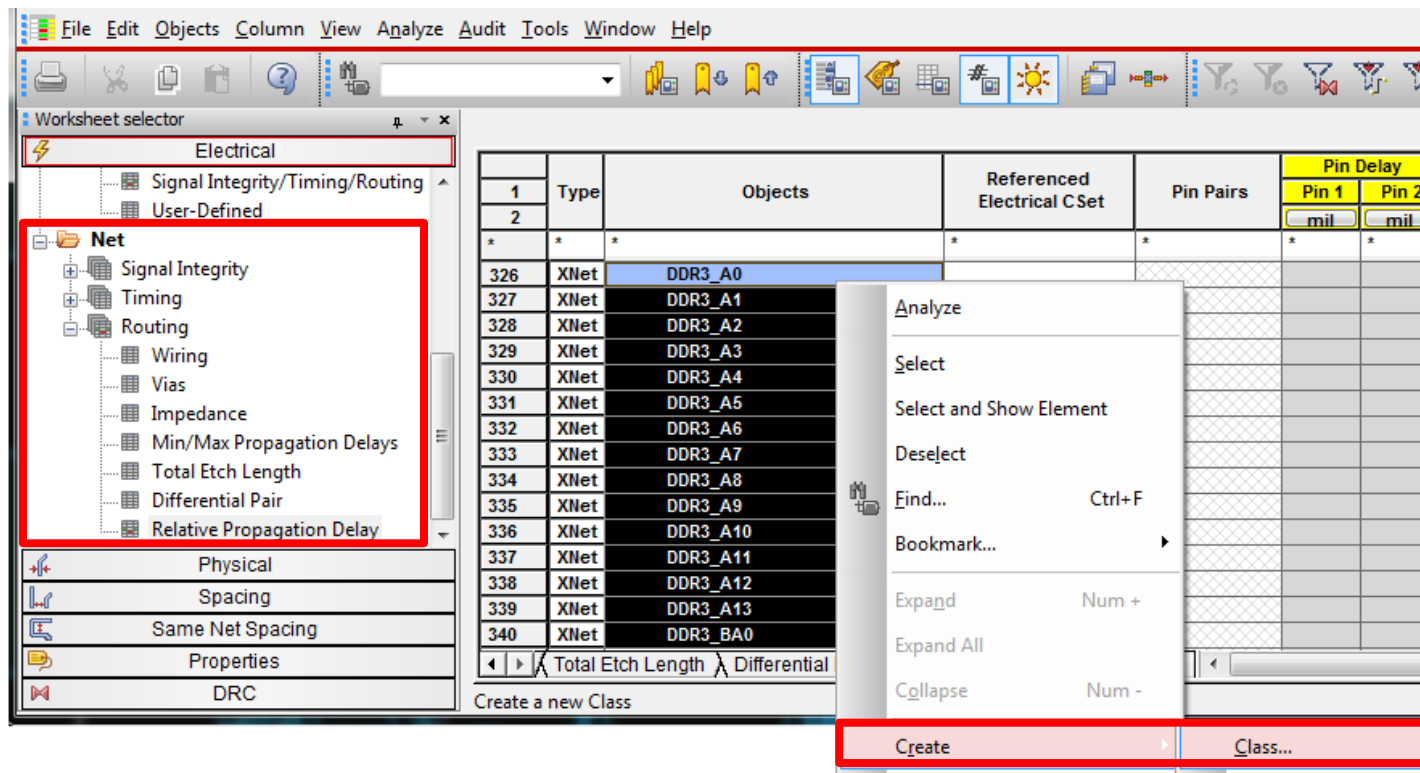 File Edit Objects Column View Analyze Audit Tools Window Help
Worksheet selector
Electrical
Signal Integrity/Timing/Routing
User-Defined
Net
Signal Integrity
Timing
Routing
Wiring
Vias
Impedance
Min/Max Propagation Delays
Total Etch Length
Differential Pair
Relative Propagation Delay
Physical
Spacing
Same Net Spacing
Properties
DRC
1 Type Objects Referenced Electrical CSet Pin Pairs Pin Delay
Pin 1 Pin 2
2 mil mil
* * * * * * *
326 XNet DDR3_A0
327 XNet DDR3_A1
328 XNet DDR3_A2
329 XNet DDR3_A3
330 XNet DDR3_A4
331 XNet DDR3_A5
332 XNet DDR3_A6
333 XNet DDR3_A7
334 XNet DDR3_A8
335 XNet DDR3_A9
336 XNet DDR3_A10
337 XNet DDR3_A11
338 XNet DDR3_A12
339 XNet DDR3_A13
340 XNet DDR3_BA0
Total Etch Length Differential
Create a new Class
Analyze
Select
Select and Show Element
Deselect
Find... Ctrl+F
Bookmark...
Expand Num +
Expand All
Collapse Num -
Create Class...